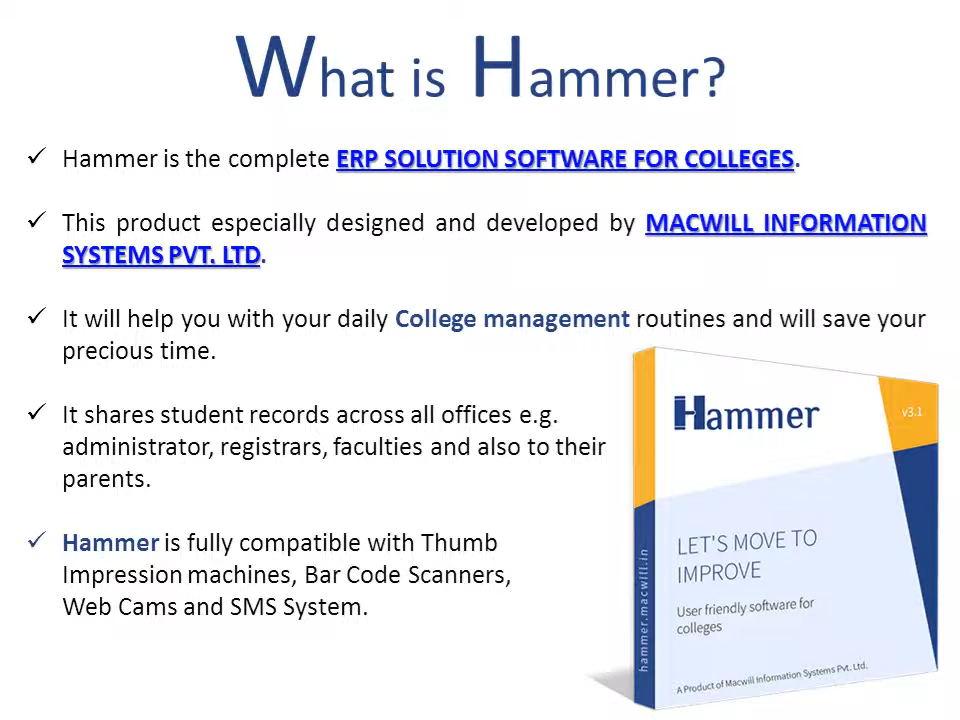 What is Hammer?
✓ Hammer is the complete ERP SOLUTION SOFTWARE FOR COLLEGES.
✓ This product especially designed and developed by MACWILL INFORMATION
SYSTEMS PVT. LTD.
✓ It will help you with your daily College management routines and will save your
precious time.
✓ It shares student records across all offices e.g.
administrator, registrars, faculties and also to their
parents.
✓ Hammer is fully compatible with Thumb
Impression machines, Bar Code Scanners,
Web Cams and SMS System.
Hammer
v3.1
LET'S MOVE TO
IMPROVE
User friendly software for
colleges
A Product of Macwill Information Systems Pvt. Ltd.
hammer.macwill.in